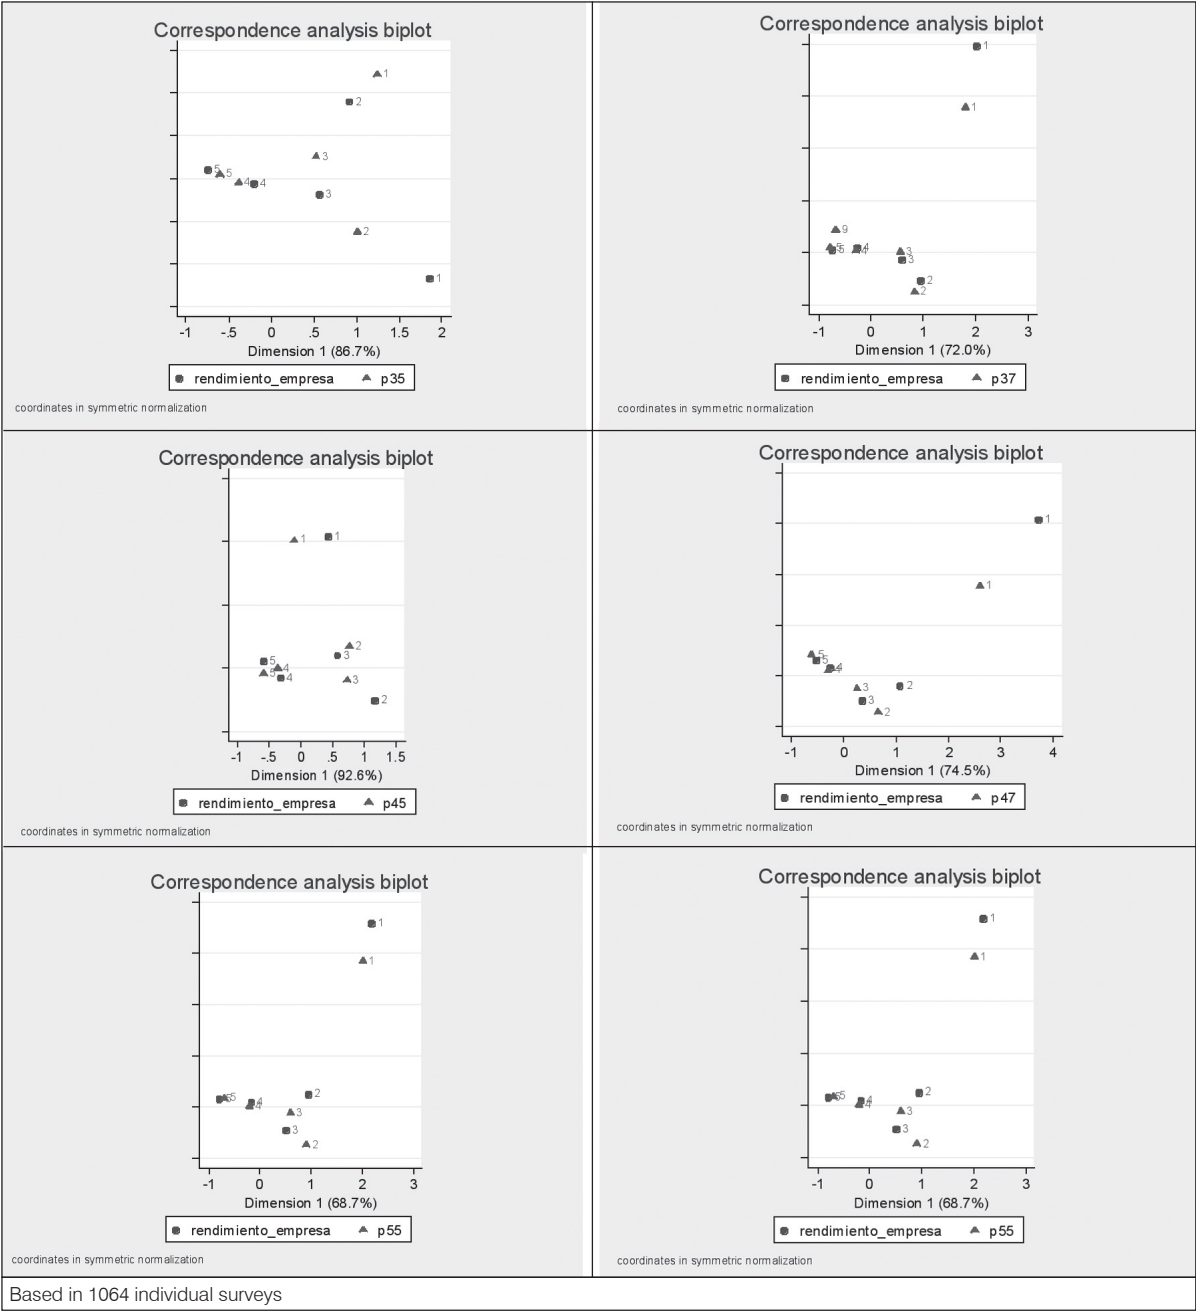 Correspondence analysis biplot
1
2
3
5
5
4
4
3
2
1
-1 -.5 0 .5 1 1.5 2
Dimension 1 (86.7%)
rendimiento_empresa p35
coordinates in symmetric normalization
Correspondence analysis biplot
1
1
9
5
5
4
4
3
3
2
2
-1 0 1 2 3
Dimension 1 (72.0%)
rendimiento_empresa p37
coordinates in symmetric normalization
Correspondence analysis biplot
1 1
2
3
5
4
5
4
3
2
-1 -.5 0 .5 1 1.5
Dimension 1 (92.6%)
rendimiento_empresa p45
coordinates in symmetric normalization
Correspondence analysis biplot
1
1
5
5
4
4
3
2
3
2
-1 0 1 2 3 4
Dimension 1 (74.5%)
rendimiento_empresa p47
coordinates in symmetric normalization
Correspondence analysis biplot
1
1
2
5
5
4
4
3
3
2
-1 0 1 2 3
Dimension 1 (68.7%)
rendimiento_empresa p55
coordinates in symmetric normalization
Correspondence analysis biplot
1
1
2
5
5
4
4
3
3
2
-1 0 1 2 3
Dimension 1 (68.7%)
rendimiento_empresa p55
coordinates in symmetric normalization
Based in 1064 individual surveys